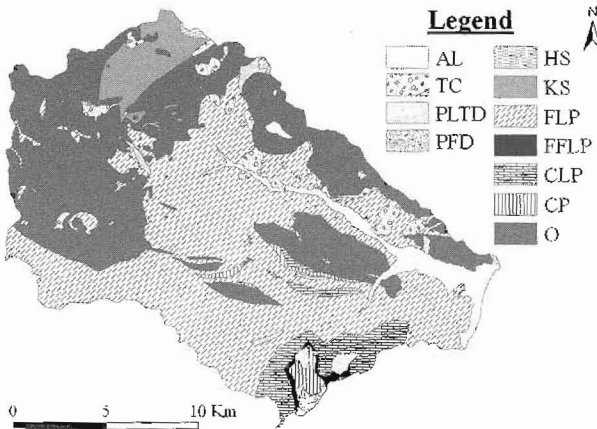 Legend
N
AL
TC
PLTD
PFD
HS
KS
FLP
FFLP
CLP
CP
O
0 5 10 Km